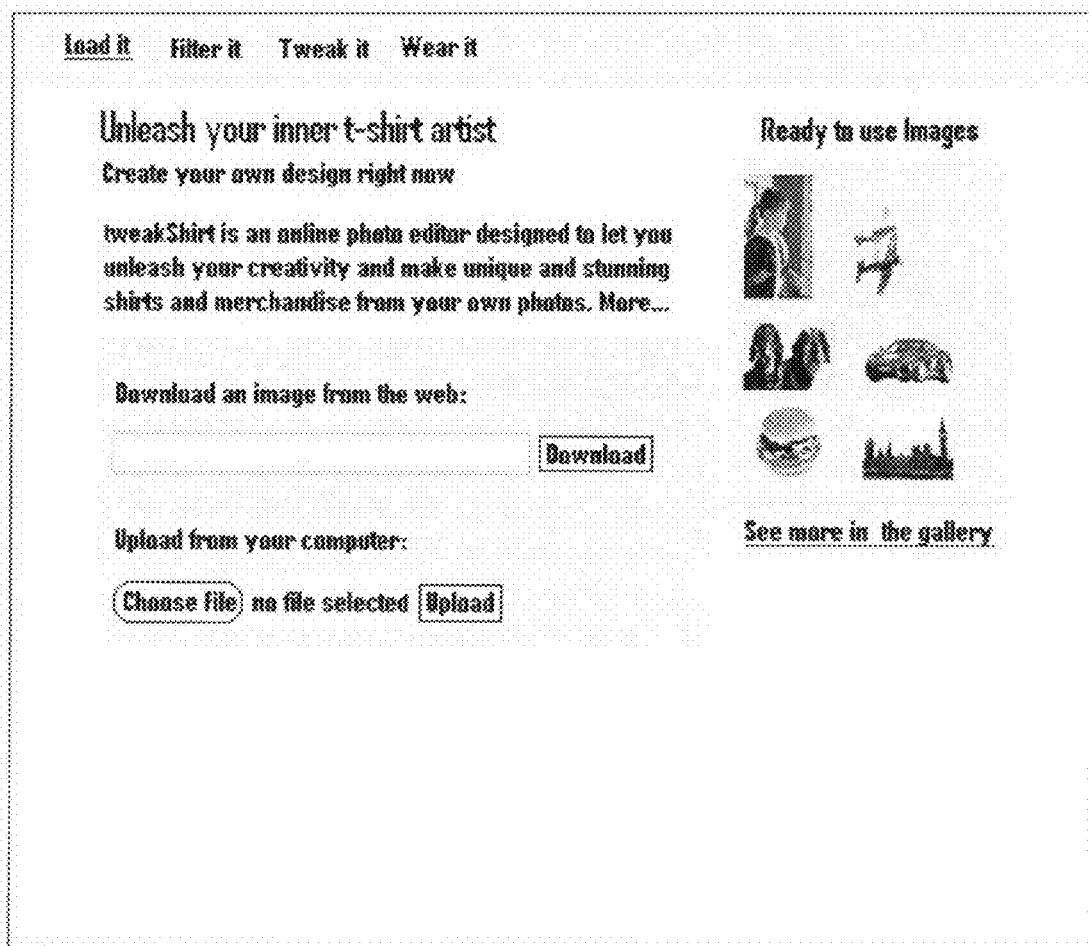 Load it Filter it Tweak it Wear it
Unleash your inner t-shirt artist
Create your own design right now
tweakShirt is an online photo editor designed to let you
unleash your creativity and make unique and stunning
shirts and merchandise from your own photos. More...
Download an image from the web:
Download
Upload from your computer:
Choose File no file selected Upload
Ready to use Images
See more in the gallery